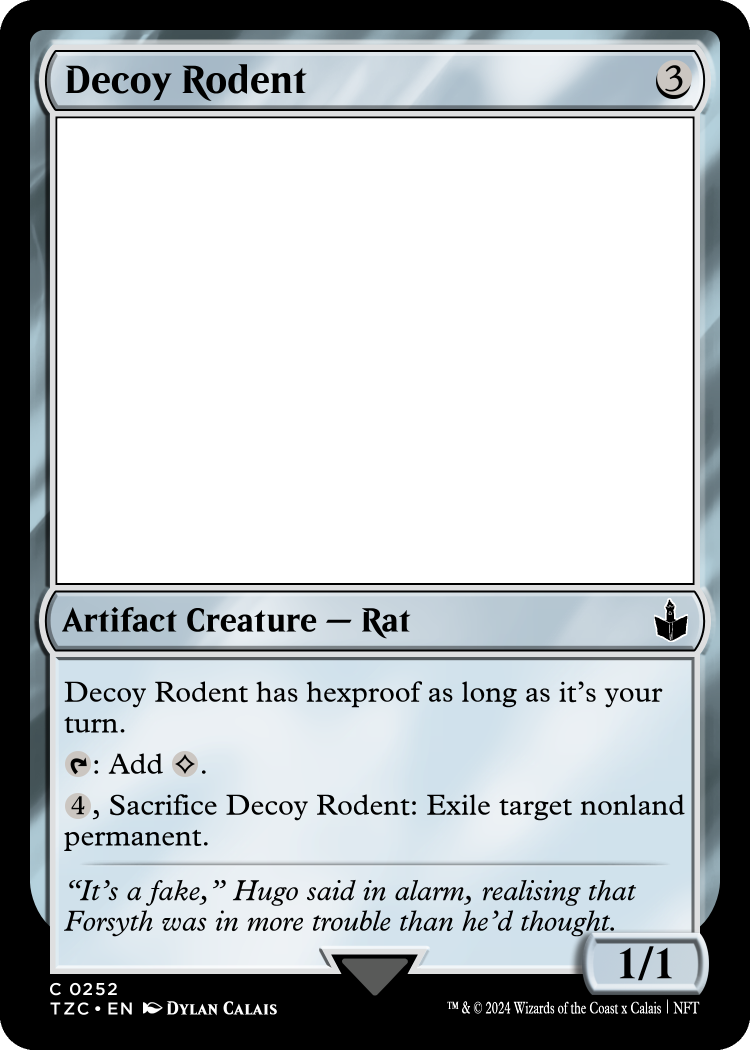 Decoy Rodent 3
Artifact Creature — Rat
Decoy Rodent has hexproof as long as it's your
turn.
: Add .
4, Sacrifice Decoy Rodent: Exile target nonland
permanent.
“It's a fake,” Hugo said in alarm, realising that
Forsyth was in more trouble than he'd thought.
1/1
C 0252
TZC • EN Dylan Calais
™ & © 2024 Wizards of the Coast x Calais | NFT